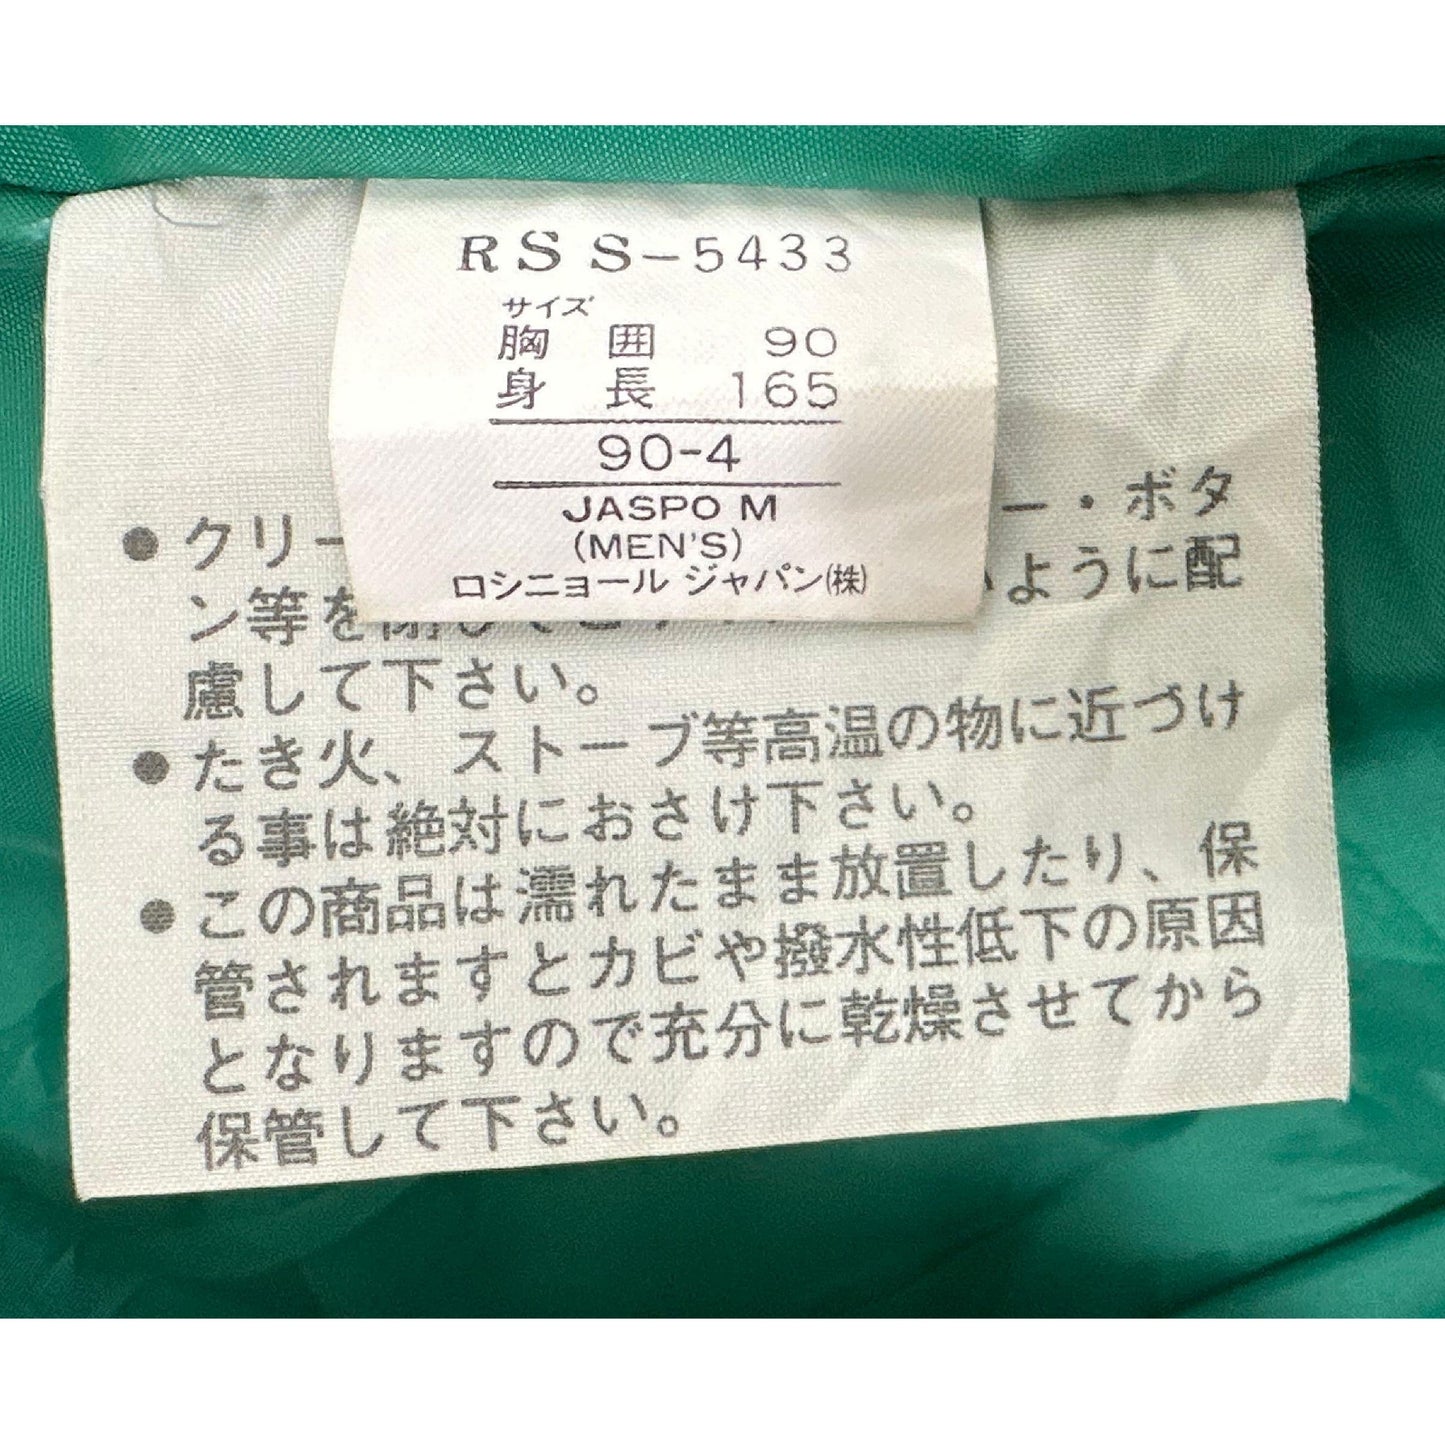 RSS-5433
サイズ
胸囲 90
身長 165
90-4
JASPO M
(MEN'S)
ロシニョール ジャパン㈱
●クリー ー・ボタ
ン等を ように配
慮して下さい。
●たき火、ストーブ等高温の物に近づけ
る事は絶対におさけ下さい。
●この商品は濡れたまま放置したり、保
管されますとカビや撥水性低下の原因
となりますので充分に乾燥させてから
保管して下さい。